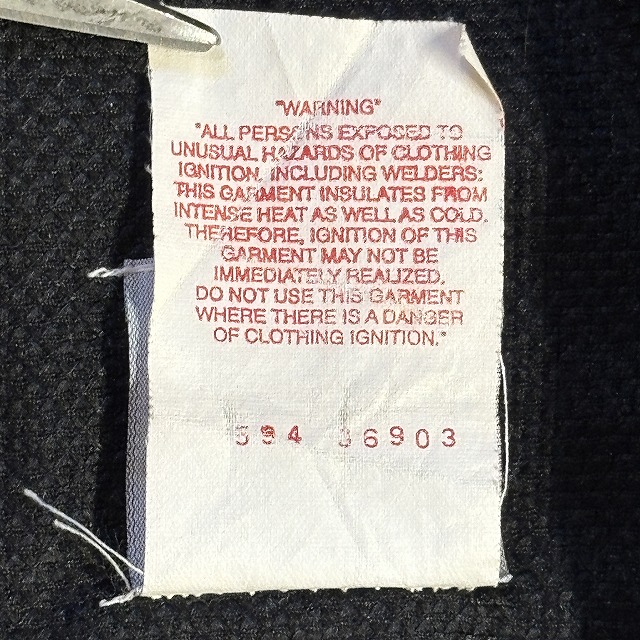 "WARNING"
"ALL PERSONS EXPOSED TO
UNUSUAL HAZARDS OF CLOTHING
IGNITION, INCLUDING WELDERS:
THIS GARMENT INSULATES FROM
INTENSE HEAT AS WELL AS COLD.
THEREFORE, IGNITION OF THIS
GARMENT MAY NOT BE
IMMEDIATELY REALIZED.
DO NOT USE THIS GARMENT
WHERE THERE IS A DANGER
OF CLOTHING IGNITION."
594 36903